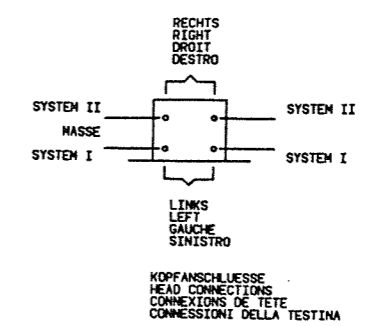 RECHTS
RIGHT
DROIT
DESTRO
SYSTEM II
SYSTEM II
MASSE
SYSTEM I
SYSTEM I
LINKS
LEFT
GAUCHE
SINISTRO
KOPFANSCHLUESSE
HEAD CONNECTIONS
CONNEXIONS DE TETE
CONNESSIONI DELLA TESTINA